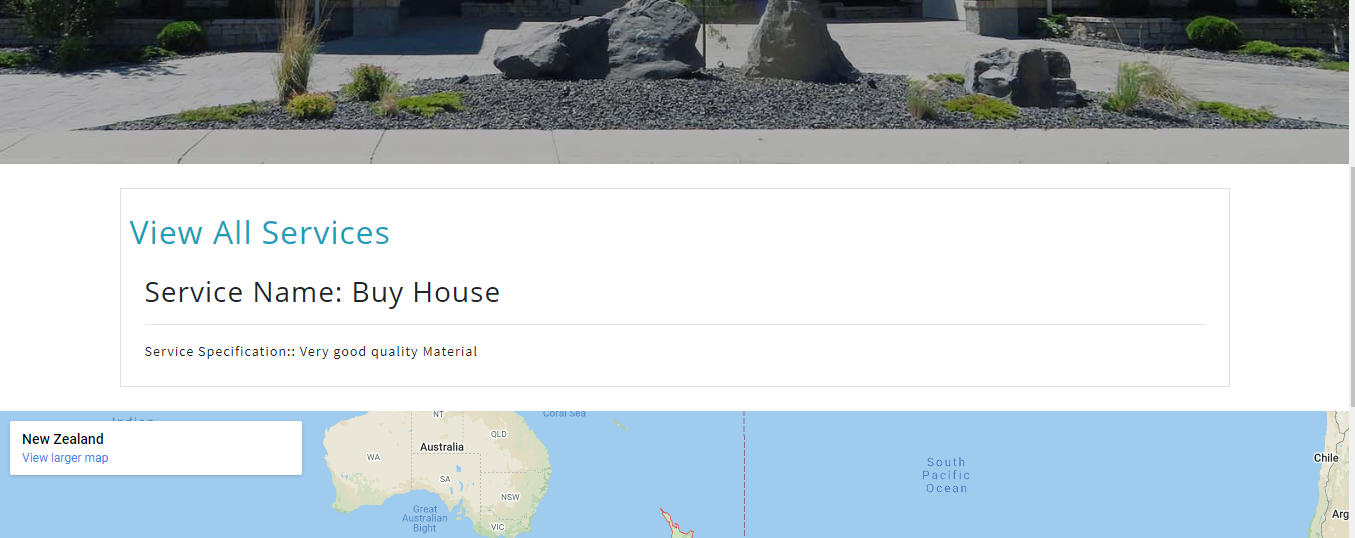 View All Services
Service Name: Buy House
Service Specification:: Very good quality Material
New Zealand
View larger map
NT
Coral Sea
QLD
Australia
WA
SA
NSW
Great
Australian
Bight
VIC
South
Pacific
Ocean
Chile
Arg